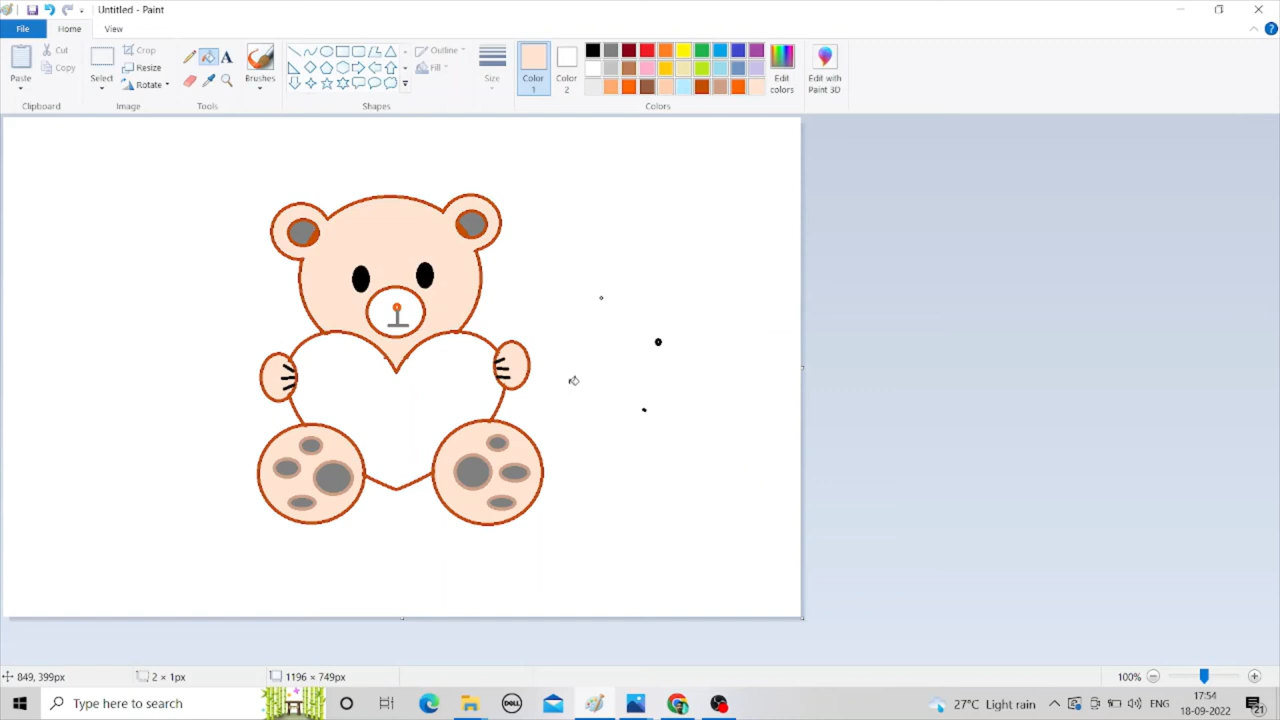 Untitled - Paint
File Home View
Paste
Cut
Copy
Clipboard
Select
Crop
Resize
Rotate
Image
A
Tools
Brushes
Shapes
Outline
Fill
Size
Color 1
Color 2
Edit colors
Colors
Edit with Paint 3D
849, 399px
2 × 1px
1196 × 749px
100%
Type here to search
DELL
27°C Light rain
ENG
17:54
18-09-2022
21